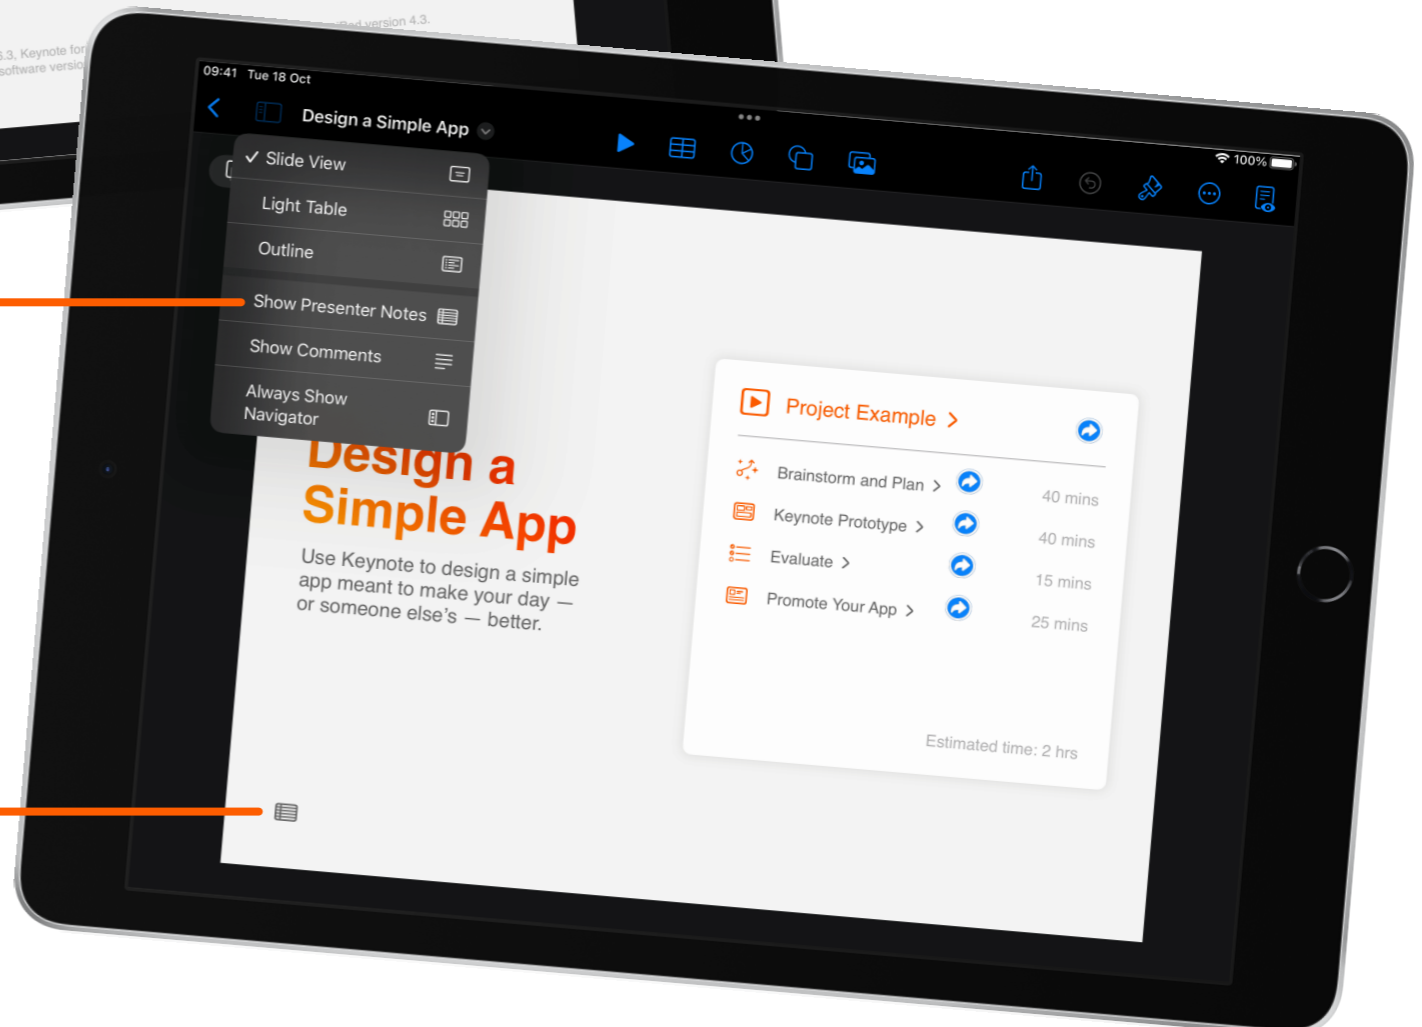 iPad version 4.3.
6.3, Keynote for
software versio
09:41 Tue 18 Oct
100%
Design a Simple App
Slide View
Light Table
Outline
Show Presenter Notes
Show Comments
Always Show
Navigator
Design a
Simple App
Use Keynote to design a simple
app meant to make your day —
or someone else's — better.
Project Example >
Brainstorm and Plan > 40 mins
Keynote Prototype > 40 mins
Evaluate > 15 mins
Promote Your App > 25 mins
Estimated time: 2 hrs